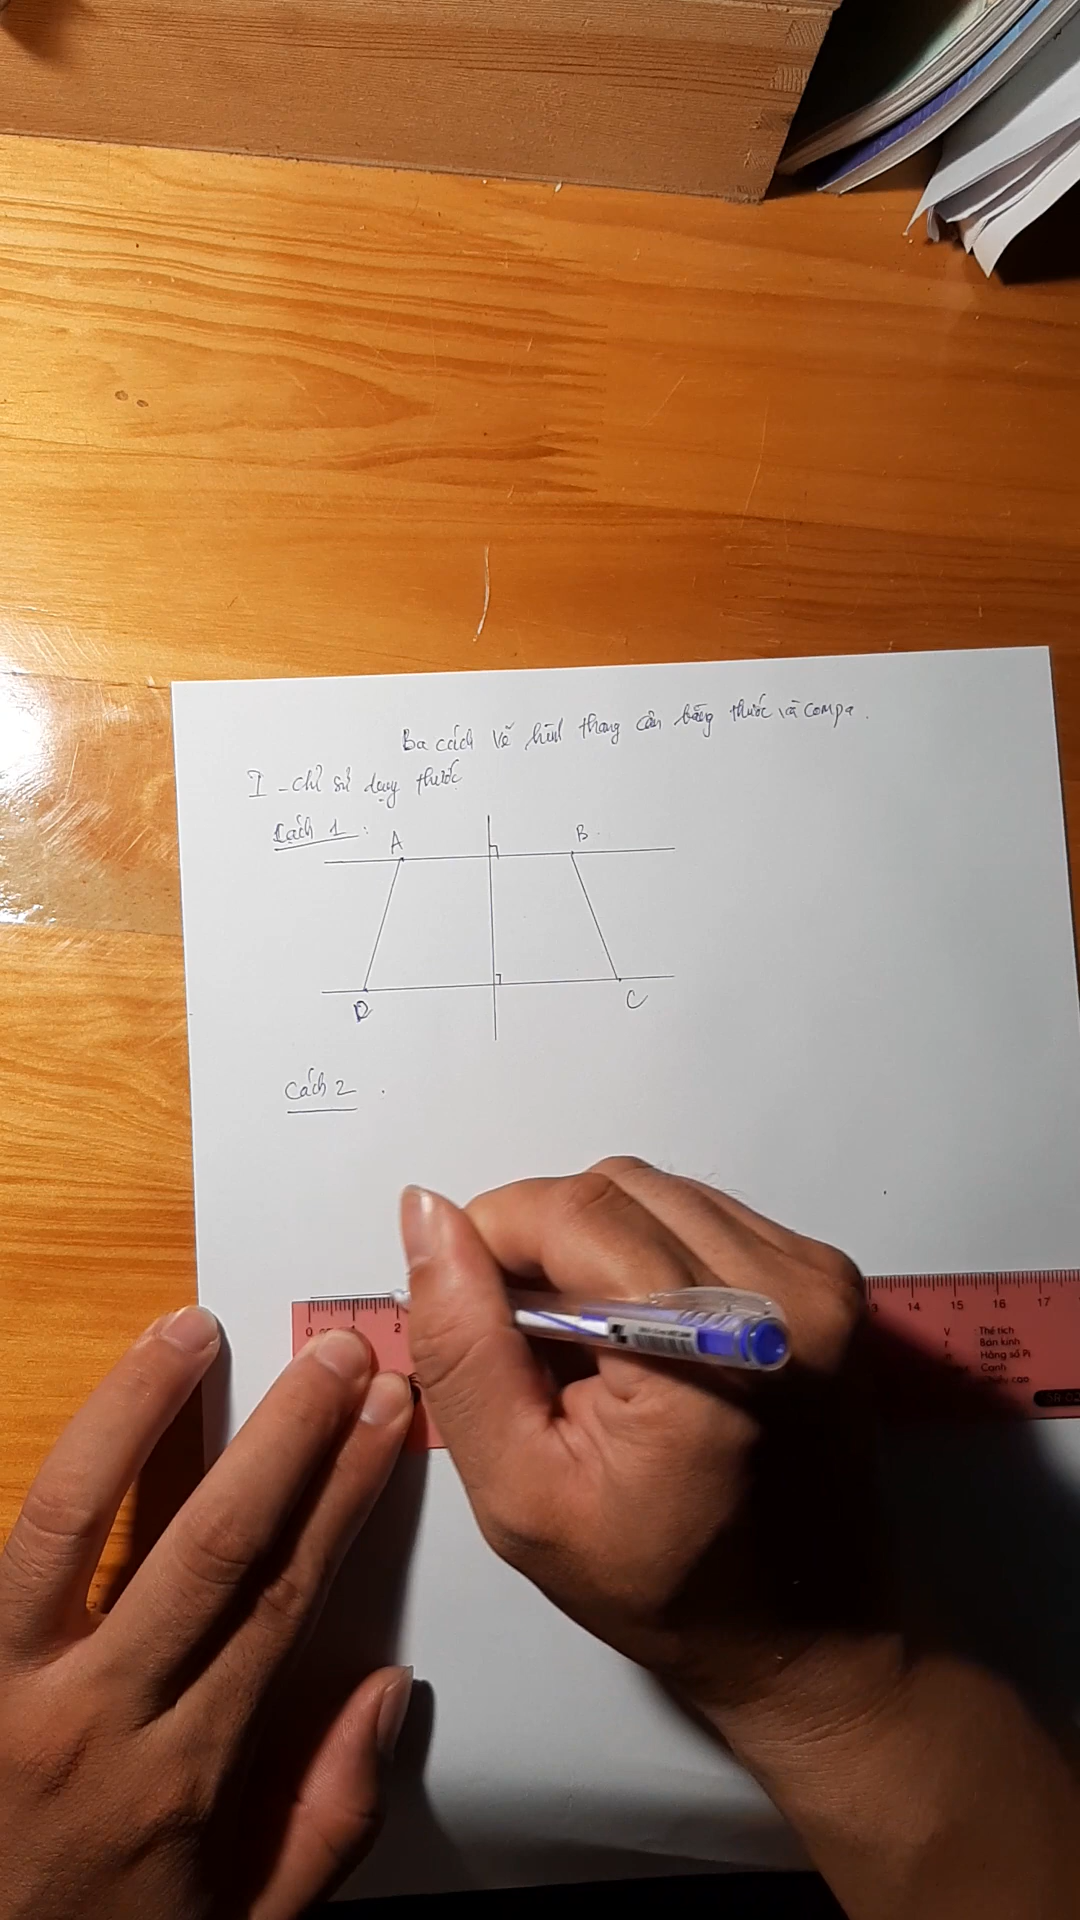 Ba cách vẽ hình thang cân bằng thước và compa.
I - chỉ sử dụng thước
Cách 1:
A B
D C
Cách 2.
0 2 13 14 15 16 17
V : Thể tích
r : Bán kính
: Hằng số Pi
: Cạnh